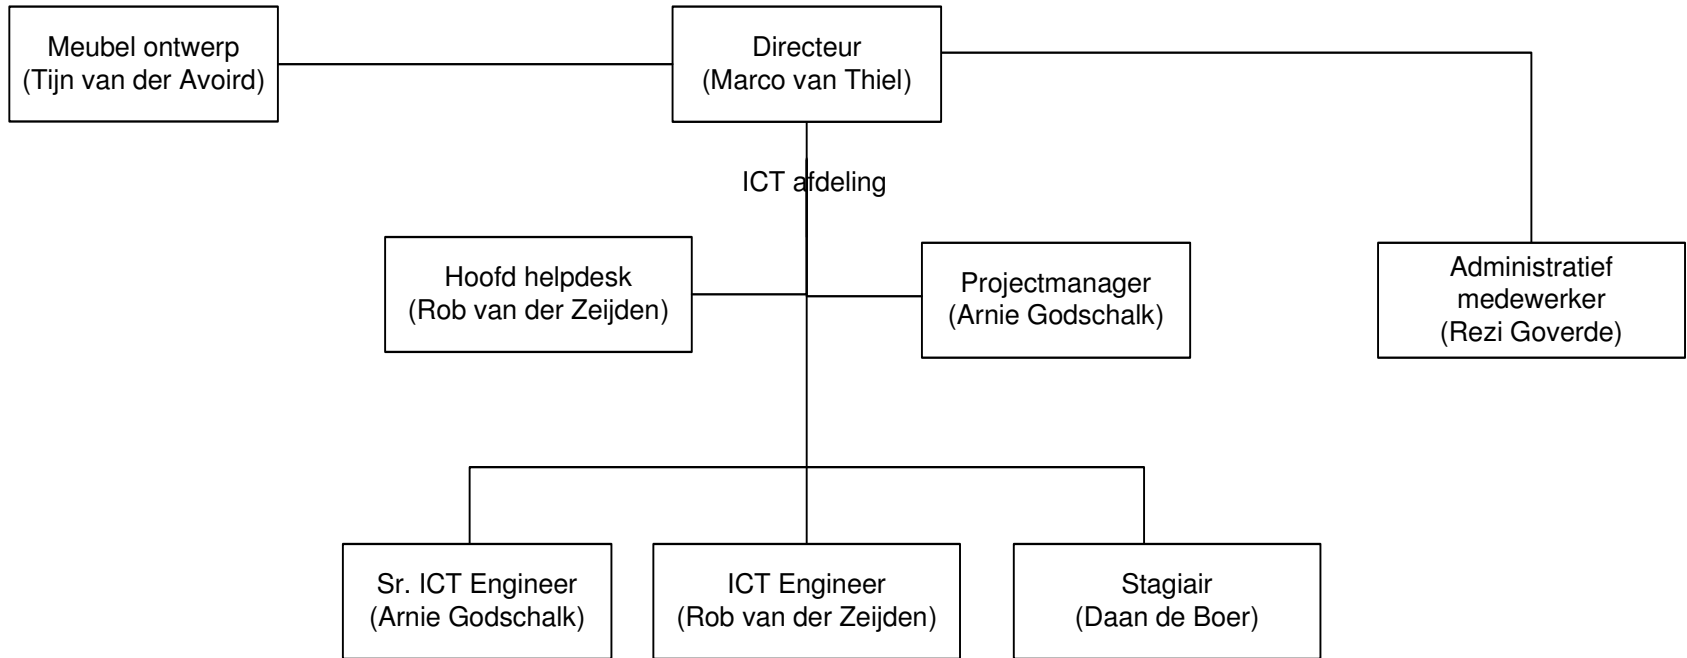 Meubel ontwerp
(Tijn van der Avoird)
Directeur
(Marco van Thiel)
ICT afdeling
Hoofd helpdesk
(Rob van der Zeijden)
Projectmanager
(Arnie Godschalk)
Administratief
medewerker
(Rezi Goverde)
Sr. ICT Engineer
(Arnie Godschalk)
ICT Engineer
(Rob van der Zeijden)
Stagiair
(Daan de Boer)